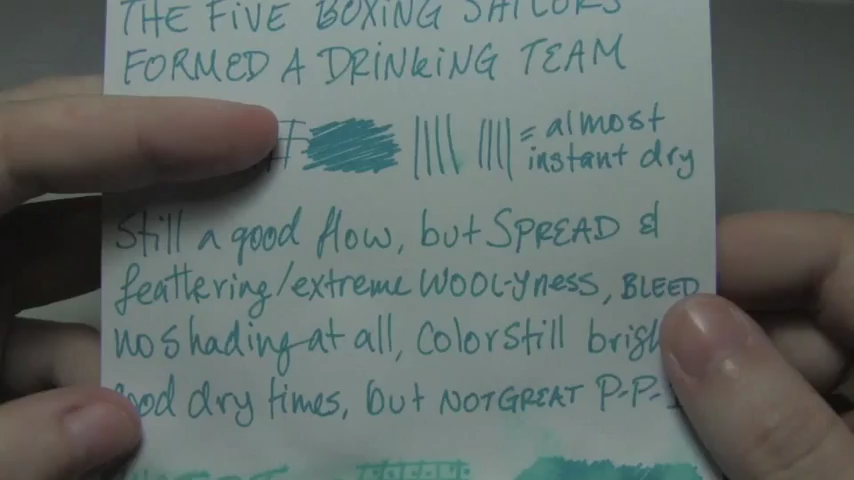 THE FIVE BOXING SAILORS
FORMED A DRINKING TEAM
= almost
instant dry
Still a good flow, but SPREAD &
feathering/extreme WOOL-yness, BLEED
no shading at all, Color still brigh
ood dry times, but NOT GREAT P-P-I